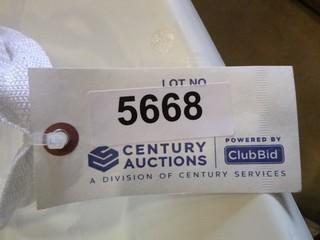 LOT NO
5668
CENTURY AUCTIONS
POWERED BY
ClubBid
A DIVISION OF CENTURY SERVICES